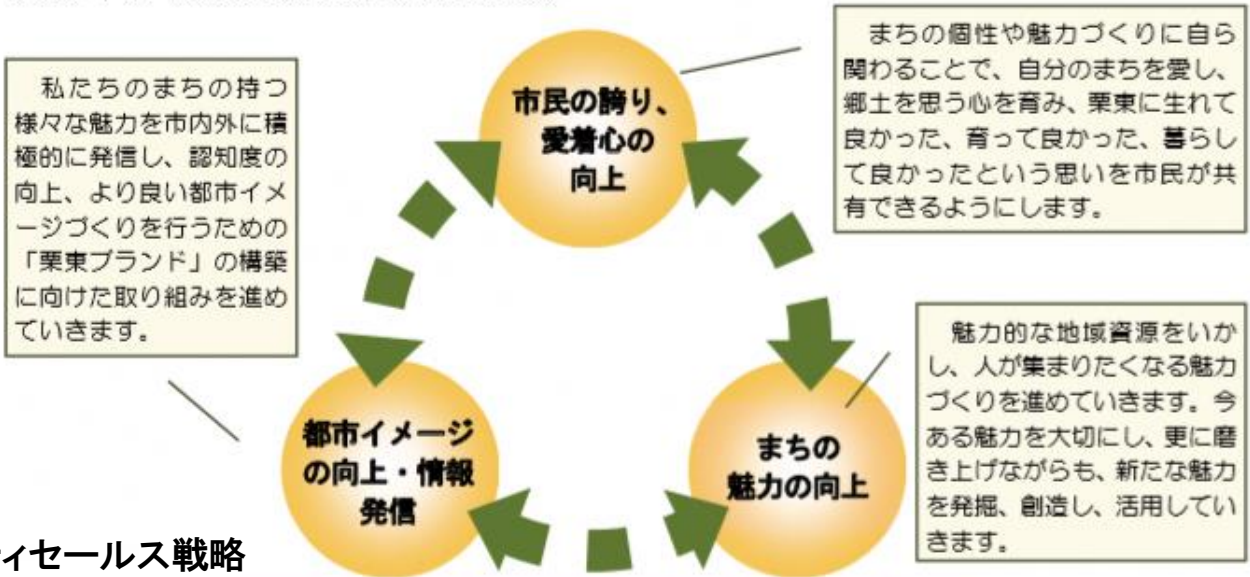 私たちのまちの持つ
様々な魅力を市内外に積
極的に発信し、認知度の
向上、より良い都市イメ
ージづくりを行うための
「栗東ブランド」の構築
に向けた取り組みを進め
ていきます。
市民の誇り、
愛着心の
向上
まちの個性や魅力づくりに自ら
関わることで、自分のまちを愛し、
郷土を思う心を育み、栗東に生れて
良かった、育って良かった、暮らし
て良かったという思いを市民が共
有できるようにします。
都市イメージ
の向上・情報
発信
まちの
魅力の向上
魅力的な地域資源をいか
し、人が集まりたくなる魅力
づくりを進めていきます。今
ある魅力を大切にし、更に磨
き上げながらも、新たな魅力
を発掘、創造し、活用してい
きます。
ィセールス戦略